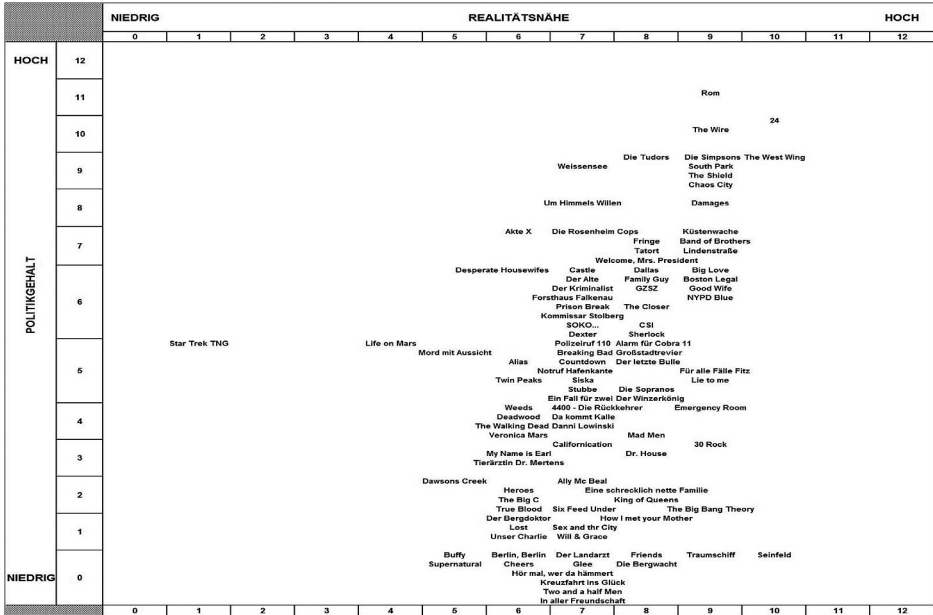 NIEDRIG REALITÄTSNÄHE HOCH
0 1 2 3 4 5 6 7 8 9 10 11 12
HOCH 12
11 Rom
24
10 The Wire
Die Tudors Die Simpsons The West Wing
9 Weissensee South Park
The Shield
Chaos City
8 Um Himmels Willen Damages
Akte X Die Rosenheim Cops Küstenwache
7 Fringe Band of Brothers
Tatort Lindenstraße
Welcome, Mrs. President
POLITIKGEHALT
Desperate Housewifes Castle Dallas Big Love
Der Alte Family Guy Boston Legal
Der Kriminalist GZSZ Good Wife
6 Forsthaus Falkenau NYPD Blue
Prison Break The Closer
Kommissar Stolberg
SOKO... CSI
Dexter Sherlock
Star Trek TNG Life on Mars Polizeiruf 110 Alarm für Cobra 11
Mord mit Aussicht Breaking Bad Großstadtrevier
Alias Countdown Der letzte Bulle
5 Notruf Hafenkante Für alle Fälle Fitz
Twin Peaks Siska Lie to me
Stubbe Die Sopranos
Ein Fall für zwei Der Winzerkönig
Weeds 4400 - Die Rückkehrer Emergency Room
4 Deadwood Da kommt Kalle
The Walking Dead Danni Lowinski
Veronica Mars Mad Men
Californication 30 Rock
3 My Name is Earl Dr. House
Tierärztin Dr. Mertens
Dawsons Creek Ally Mc Beal
2 Heroes Eine schrecklich nette Familie
The Big C King of Queens
True Blood Six Feed Under The Big Bang Theory
Der Bergdoktor How I met your Mother
1 Lost Sex and thr City
Unser Charlie Will & Grace
Buffy Berlin, Berlin Der Landarzt Friends Traumschiff Seinfeld
Supernatural Cheers Glee Die Bergwacht
NIEDRIG 0 Hör mal, wer da hämmert
Kreuzfahrt ins Glück
Two and a half Men
In aller Freundschaft
0 1 2 3 4 5 6 7 8 9 10 11 12